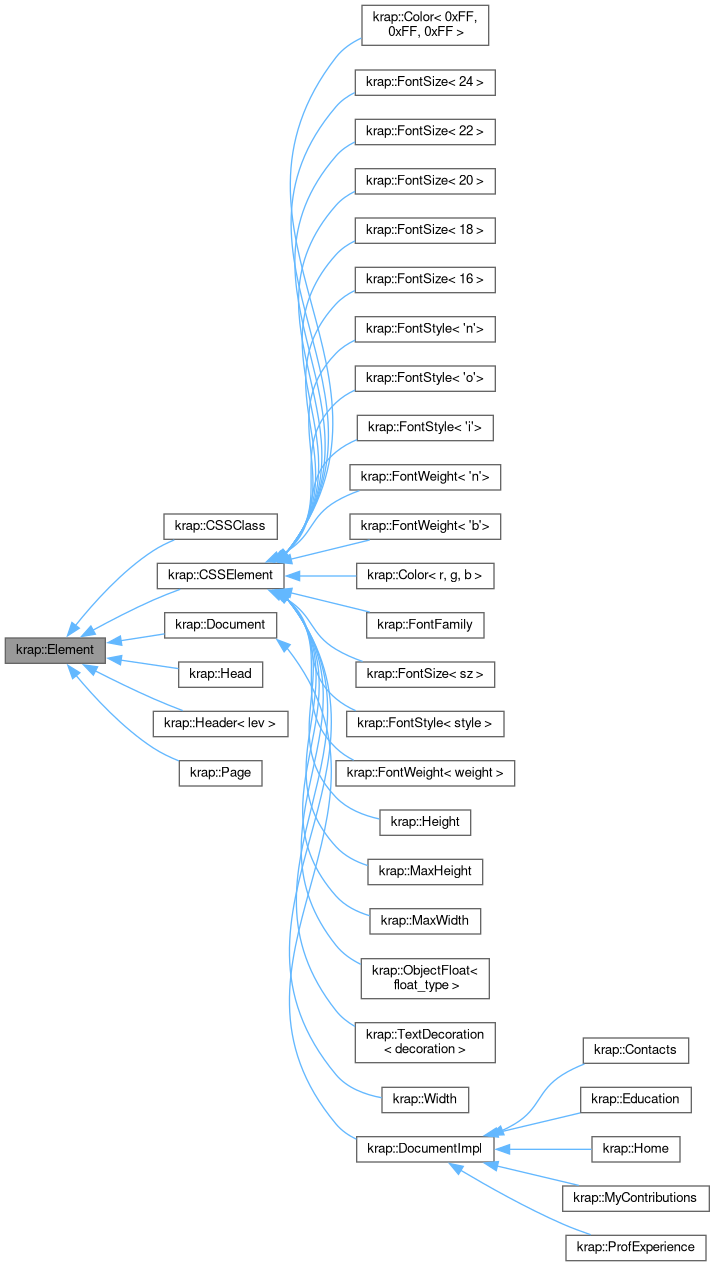 krap::Color< 0xFF,
0xFF, 0xFF >
krap::FontSize< 24 >
krap::FontSize< 22 >
krap::FontSize< 20 >
krap::FontSize< 18 >
krap::FontSize< 16 >
krap::FontStyle< 'n'>
krap::FontStyle< 'o'>
krap::FontStyle< 'i'>
krap::FontWeight< 'n'>
krap::CSSClass
krap::FontWeight< 'b'>
krap::CSSElement
krap::Color< r, g, b >
krap::Document
krap::FontFamily
krap::Element
krap::Head
krap::FontSize< sz >
krap::Header< lev >
krap::FontStyle< style >
krap::Page
krap::FontWeight< weight >
krap::Height
krap::MaxHeight
krap::MaxWidth
krap::ObjectFloat<
float_type >
krap::TextDecoration
< decoration >
krap::Contacts
krap::Width
krap::Education
krap::DocumentImpl
krap::Home
krap::MyContributions
krap::ProfExperience